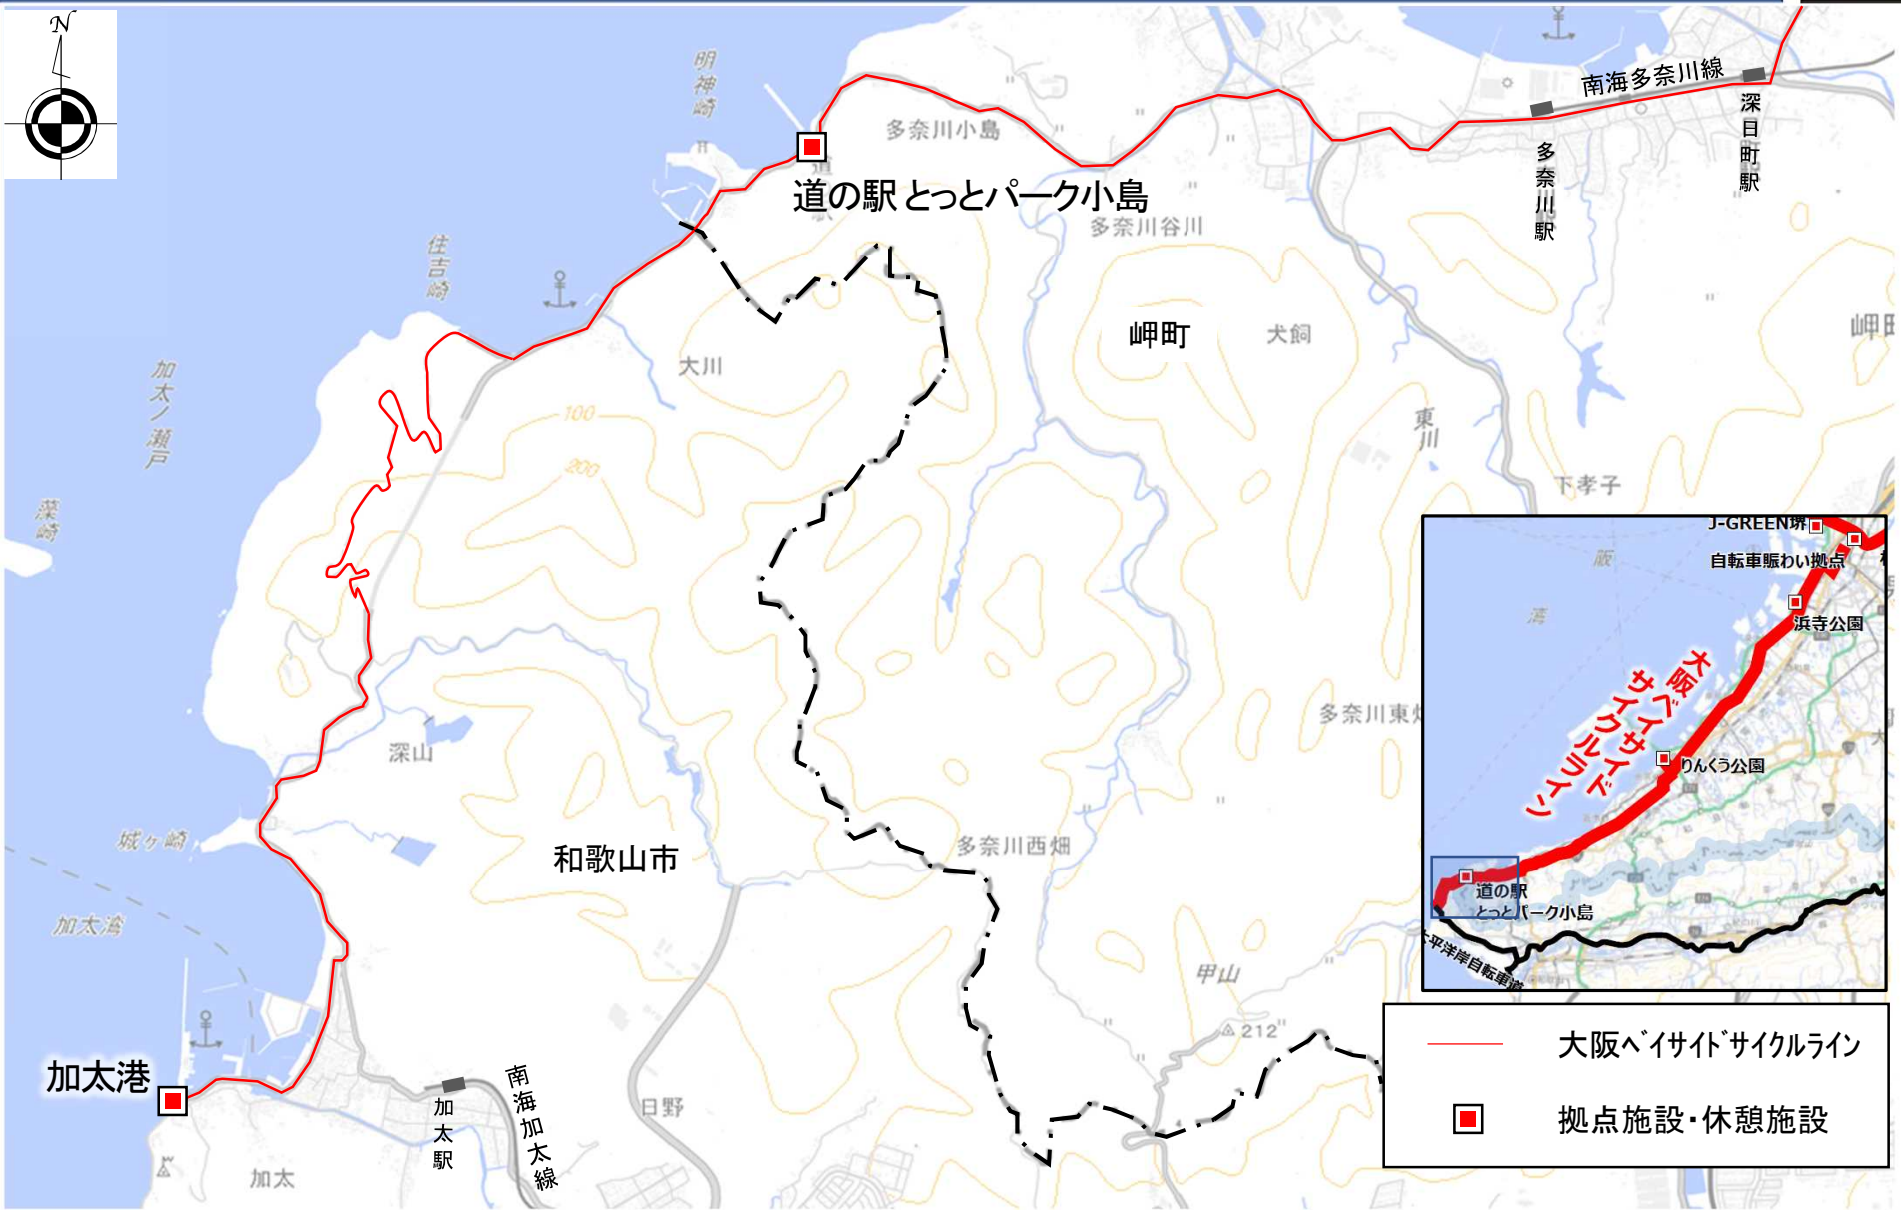 N
明神崎
多奈川小島
道の駅 とっとパーク小島
南海多奈川線
深日町駅
多奈川駅
多奈川谷川
住吉崎
岬町
犬飼
大川
加太ノ瀬戸
100
200
東川
藻崎
下孝子
J-GREEN堺
自転車賑わい拠点
阪
湾
浜寺公園
大阪ベイサイド
サイクルライン
りんくう公園
道の駅
とっとパーク小島
太平洋岸自転車道
多奈川東畑
深山
城ヶ崎
和歌山市
多奈川西畑
加太湾
甲山
212
加太港
日野
加太駅
南海加太線
加太
大阪ベイサイドサイクルライン
拠点施設・休憩施設